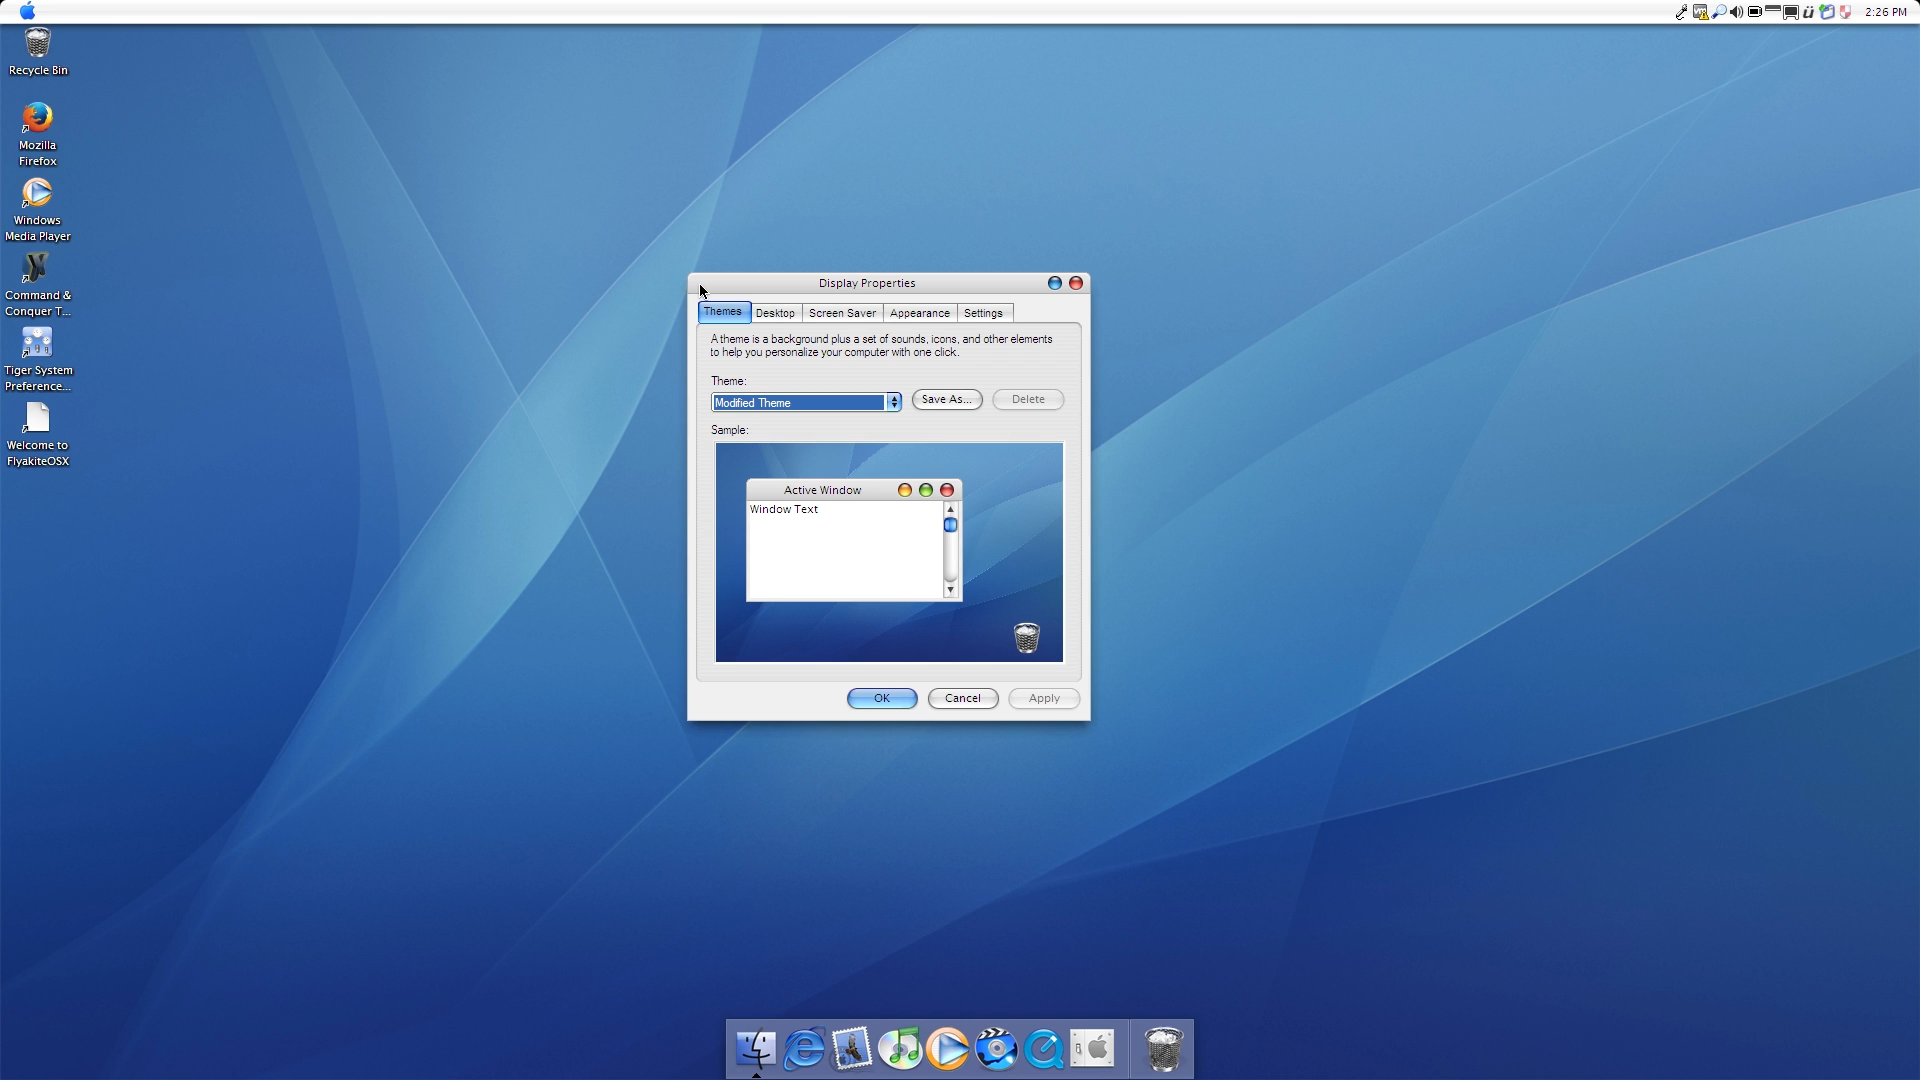 2:26 PM
Recycle Bin
Mozilla
Firefox
Windows
Media Player
Command &
Conquer T...
Tiger System
Preference...
Welcome to
FlyakiteOSX
Display Properties
Themes
Desktop
Screen Saver
Appearance
Settings
A theme is a background plus a set of sounds, icons, and other elements
to help you personalize your computer with one click.
Theme:
Modified Theme
Save As...
Delete
Sample:
Active Window
Window Text
OK
Cancel
Apply